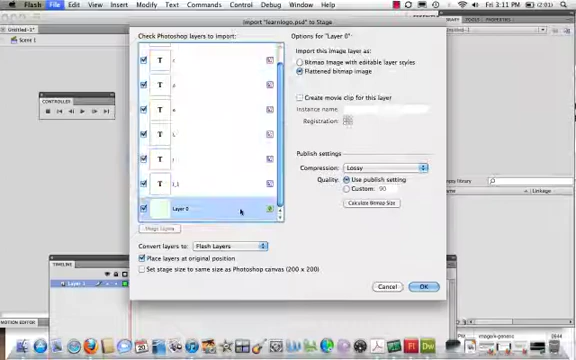 Flash File Edit View Insert Modify Text Commands Control Debug Window (2:01) Fri 3:11 PM
Import "learnlogo.psd" to Stage
Untitled-1*
Scene 1
Check Photoshop layers to import:
Options for "Layer 0"
Import this image layer as:
Bitmap image with editable layer styles
Flattened bitmap image
Create movie clip for this layer
Instance name:
Registration:
CONTROLLER
Publish settings
Compression: Lossy
Quality: Use publish setting
Custom: 90
Calculate Bitmap Size
Layer 0
Merge Layers
Convert layers to: Flash Layers
Place layers at original position
Set stage size to same size as Photoshop canvas (200 x 200)
Cancel OK
TIMELINE
Layer 1
MOTION EDITOR